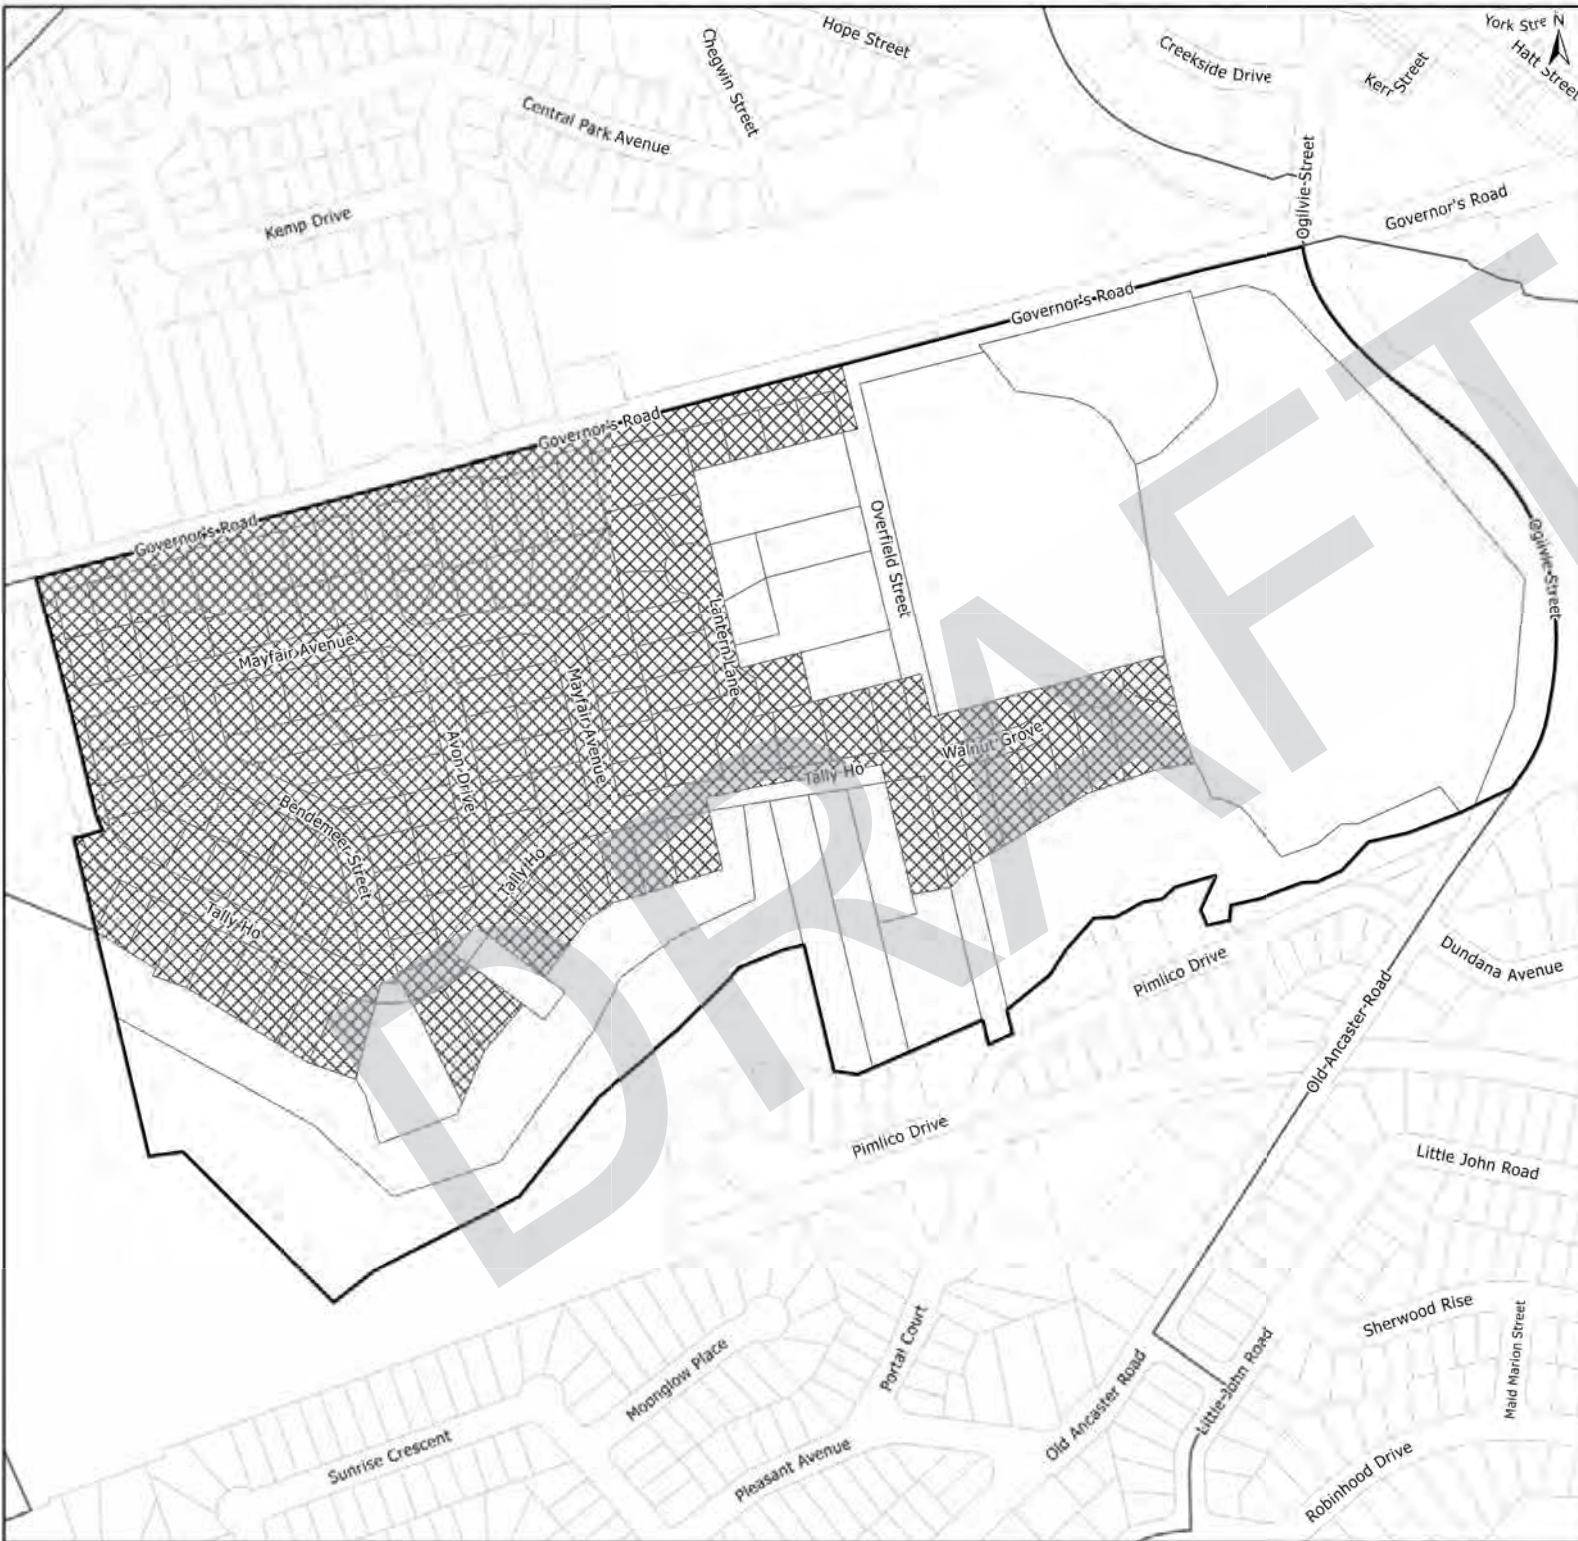 Hope Street
York Stre
N
Chegwin Street
Creekside Drive
Kerr Street
Hatt Street
Central Park Avenue
Ogilvie Street
Governor's Road
Kemp Drive
Governor's Road
Governor's Road
Governor's Road
Overfield Street
Ogilvie Street
Mayfair Avenue
Lantern Lane
Mayfair Avenue
Avon Drive
Walnut Grove
Tally Ho
Bendemeer Street
Tally Ho
Tally Ho
DRAFT
Pimlico Drive
Dundana Avenue
Old Ancaster Road
Pimlico Drive
Little John Road
Sherwood Rise
Maid Marion Street
Portal Court
Moonglow Place
Little John Road
Old Ancaster Road
Sunrise Crescent
Pleasant Avenue
Robinhood Drive